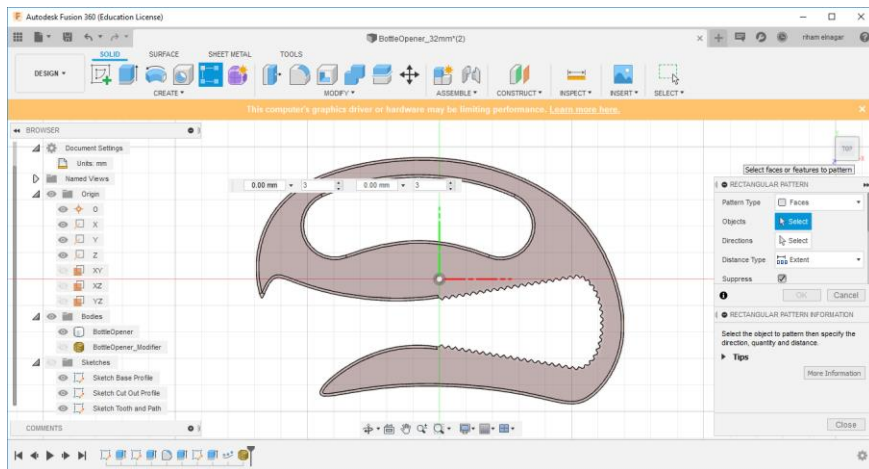 Autodesk Fusion 360 (Education License)
BottleOpener_32mm*(2)
riham elnagar
SOLID SURFACE SHEET METAL TOOLS
DESIGN
CREATE MODIFY ASSEMBLE CONSTRUCT INSPECT INSERT SELECT
This computer's graphics driver or hardware may be limiting performance. Learn more here.
BROWSER
Document Settings
Units: mm
Named Views
Origin
O
X
Y
Z
XY
XZ
YZ
Bodies
BottleOpener
BottleOpener_Modifier
Sketches
Sketch Base Profile
Sketch Cut Out Profile
Sketch Tooth and Path
COMMENTS
0.00 mm 3 0.00 mm 3
TOP
Select faces or features to pattern
RECTANGULAR PATTERN
Pattern Type Faces
Objects Select
Directions Select
Distance Type Extent
Suppress
OK Cancel
RECTANGULAR PATTERN INFORMATION
Select the object to pattern then specify the
direction, quantity and distance.
Tips
More Information
Close